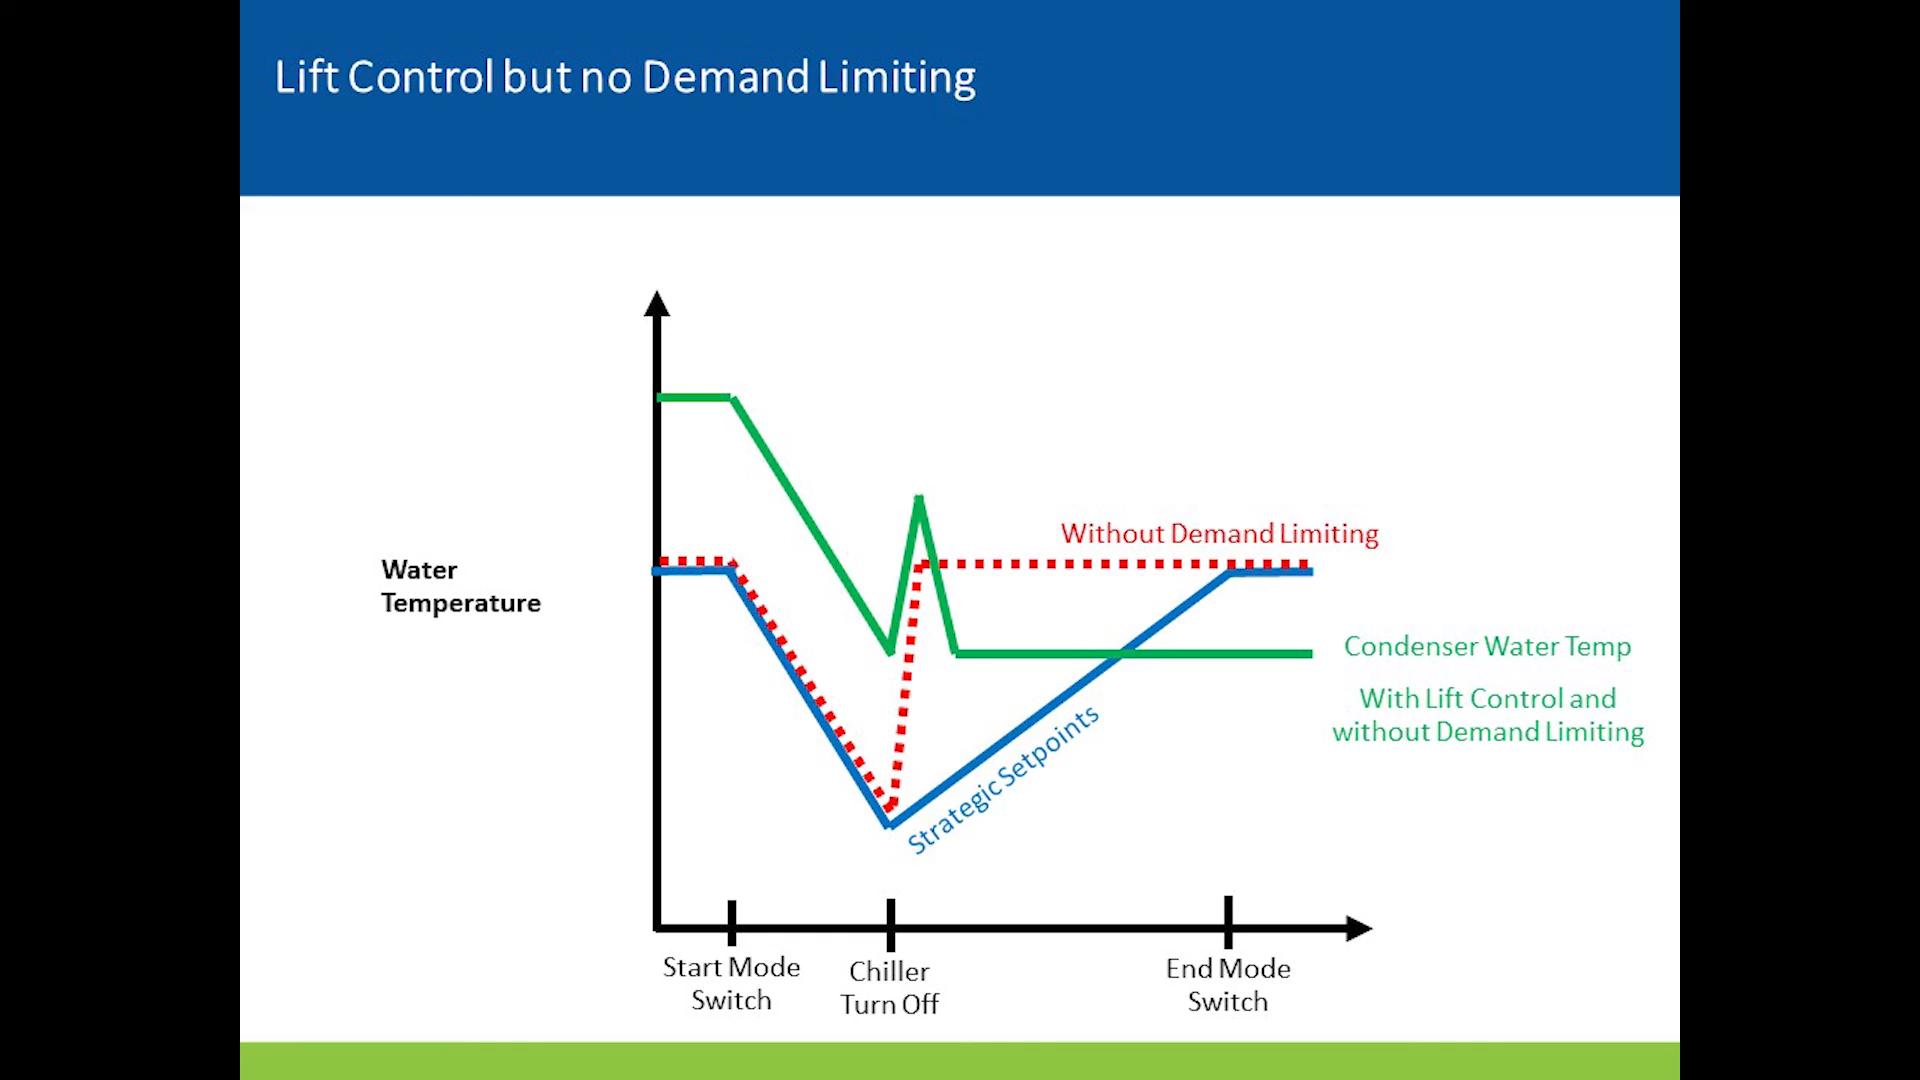 Lift Control but no Demand Limiting
Without Demand Limiting
Water
Temperature
Condenser Water Temp
With Lift Control and
without Demand Limiting
Strategic Setpoints
Start Mode
Switch
Chiller
Turn Off
End Mode
Switch